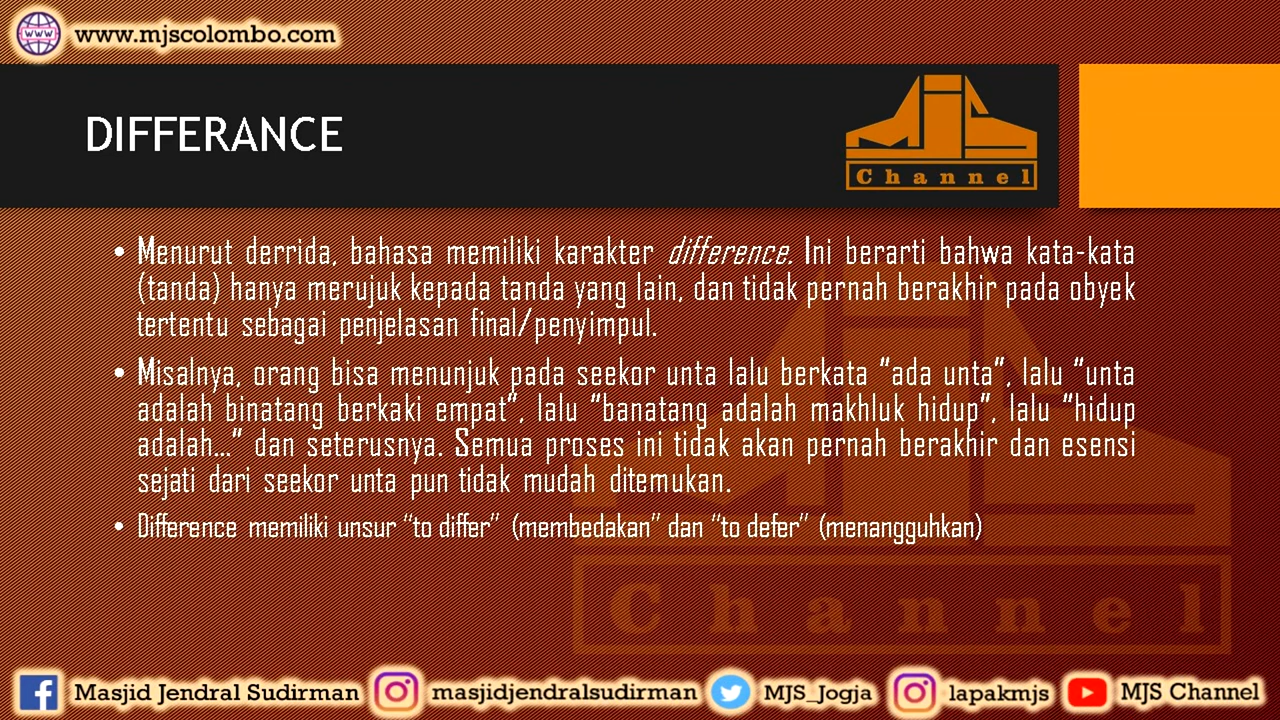 www.mjscolombo.com
DIFFERANCE
MJS
Channel
• Menurut derrida, bahasa memiliki karakter difference. Ini berarti bahwa kata-kata
(tanda) hanya merujuk kepada tanda yang lain, dan tidak pernah berakhir pada obyek
tertentu sebagai penjelasan final/penyimpul.
• Misalnya, orang bisa menunjuk pada seekor unta lalu berkata "ada unta", lalu "unta
adalah binatang berkaki empat", lalu "banatang adalah makhluk hidup", lalu "hidup
adalah..." dan seterusnya. Semua proses ini tidak akan pernah berakhir dan esensi
sejati dari seekor unta pun tidak mudah ditemukan.
• Difference memiliki unsur "to differ" (membedakan" dan "to defer" (menangguhkan)
MJS
Channel
Masjid Jendral Sudirman masjidjendralsudirman MJS_Jogja lapakmjs MJS Channel